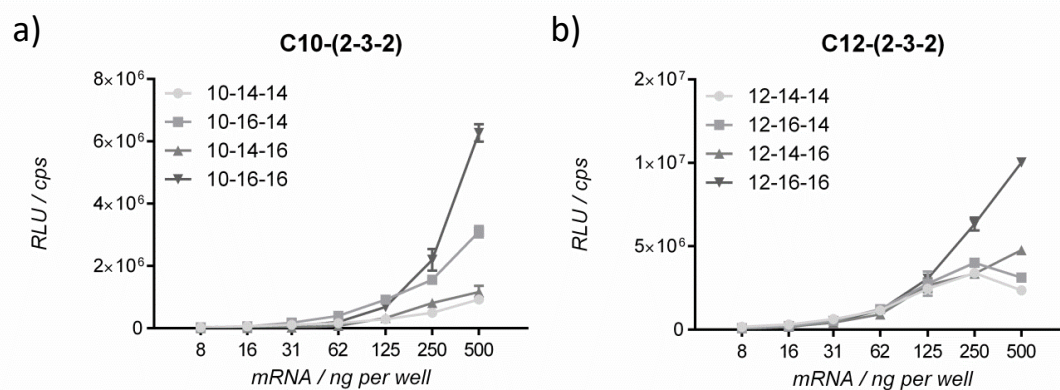 a)
C10-(2-3-2)
8×10⁶
6×10⁶
4×10⁶
2×10⁶
0
RLU / cps
10-14-14
10-16-14
10-14-16
10-16-16
8 16 31 62 125 250 500
mRNA / ng per well
b)
C12-(2-3-2)
2×10⁷
1×10⁷
5×10⁶
0
RLU / cps
12-14-14
12-16-14
12-14-16
12-16-16
8 16 31 62 125 250 500
mRNA / ng per well